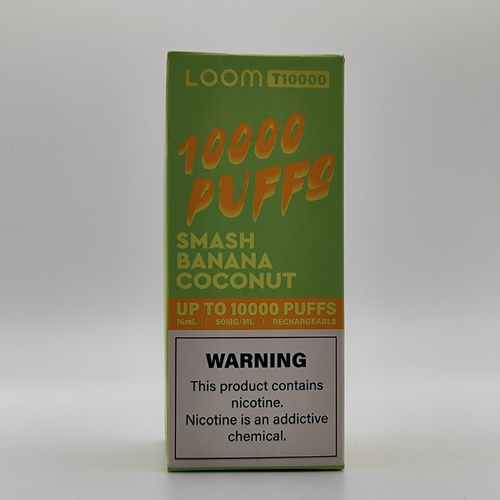 LOOM T10000
10000
PUFFS
SMASH
BANANA
COCONUT
UP TO 10000 PUFFS
16mL | 50MG/ML | RECHARGEABLE
WARNING
This product contains
nicotine.
Nicotine is an addictive
chemical.